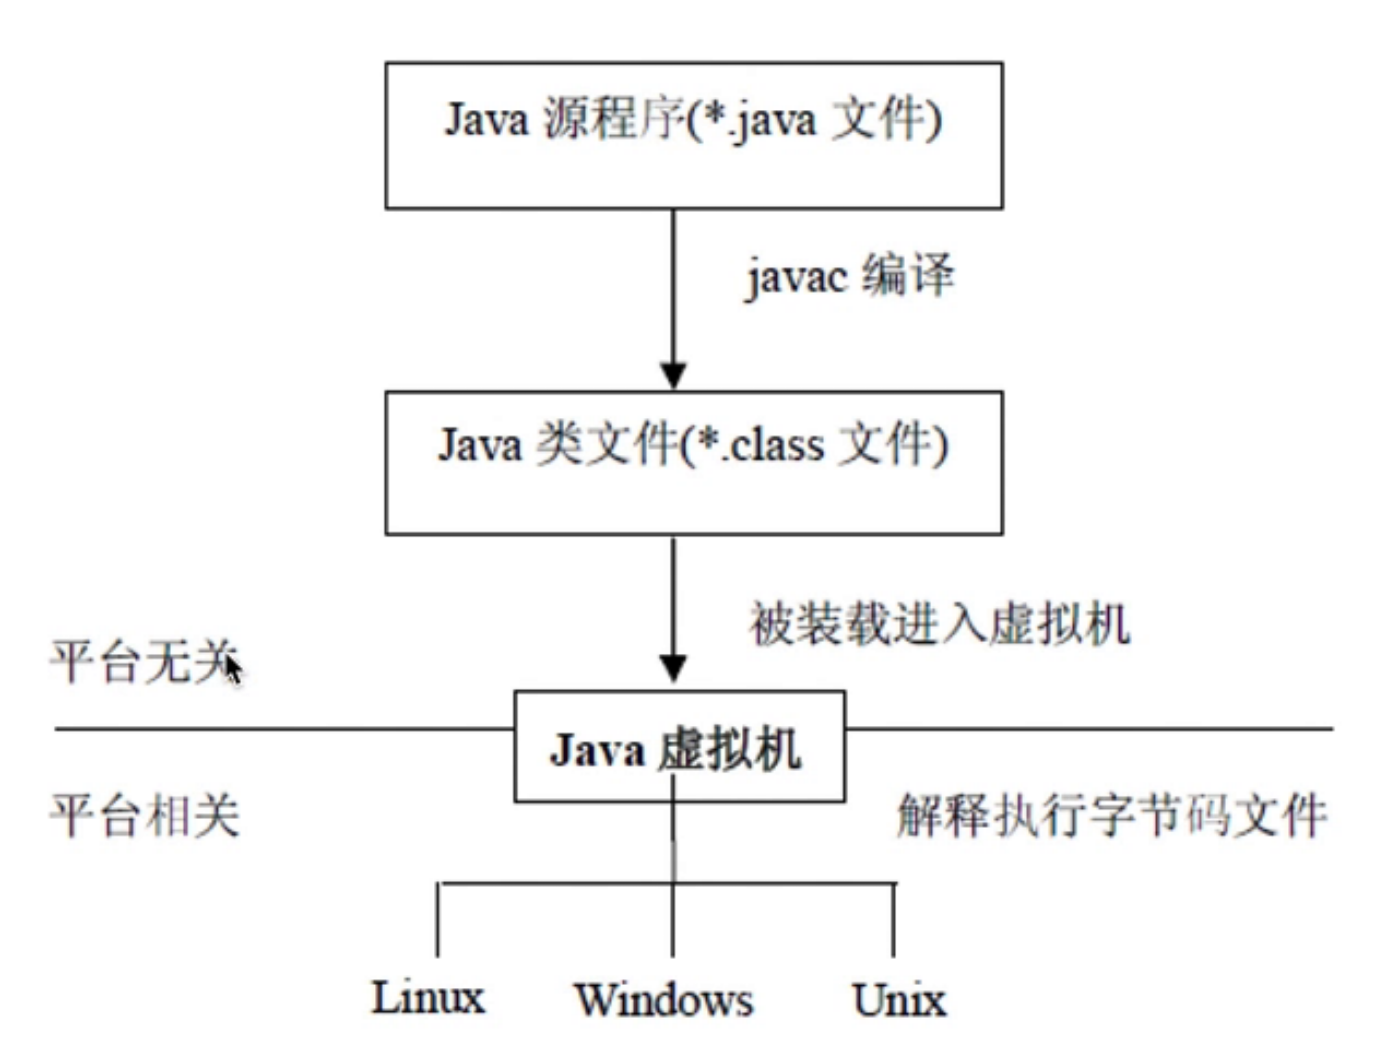 Java 源程序(*.java 文件)
javac 编译
Java 类文件(*.class 文件)
被装载进入虚拟机
平台无关
Java 虚拟机
平台相关
解释执行字节码文件
Linux
Windows
Unix